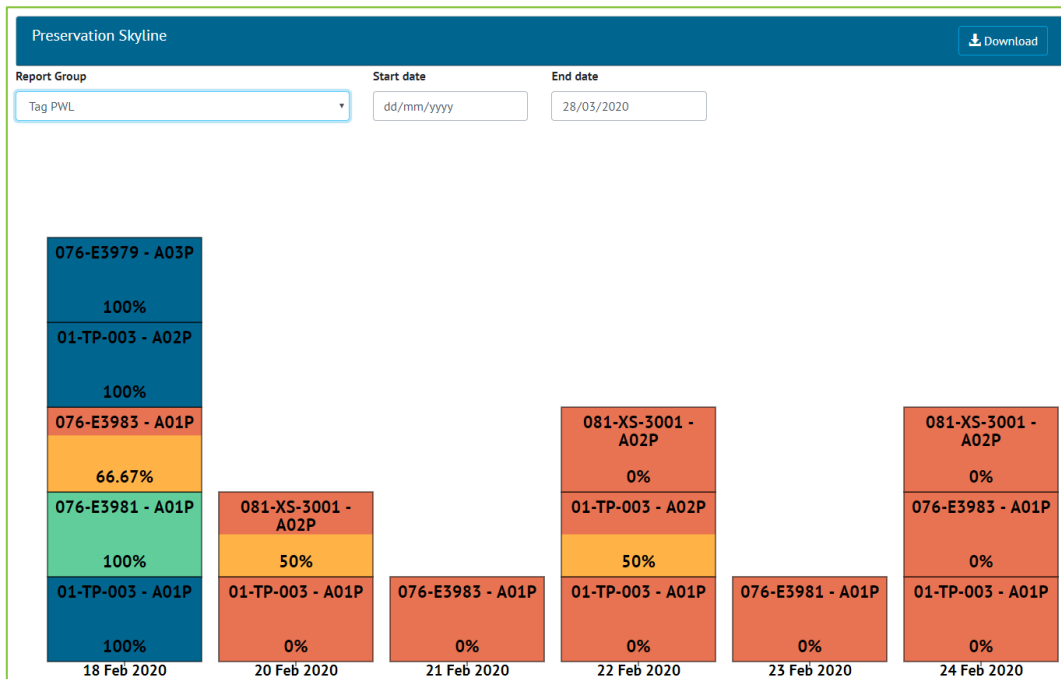 Preservation Skyline
Download
Report Group
Start date
End date
Tag PWL
dd/mm/yyyy
28/03/2020
076-E3979 - A03P
100%
01-TP-003 - A02P
100%
076-E3983 - A01P
66.67%
076-E3981 - A01P
100%
01-TP-003 - A01P
100%
18 Feb 2020
081-XS-3001 -
A02P
50%
01-TP-003 - A01P
0%
20 Feb 2020
076-E3983 - A01P
0%
21 Feb 2020
081-XS-3001 -
A02P
0%
01-TP-003 - A02P
50%
01-TP-003 - A01P
0%
22 Feb 2020
076-E3981 - A01P
0%
23 Feb 2020
081-XS-3001 -
A02P
0%
076-E3983 - A01P
0%
01-TP-003 - A01P
0%
24 Feb 2020